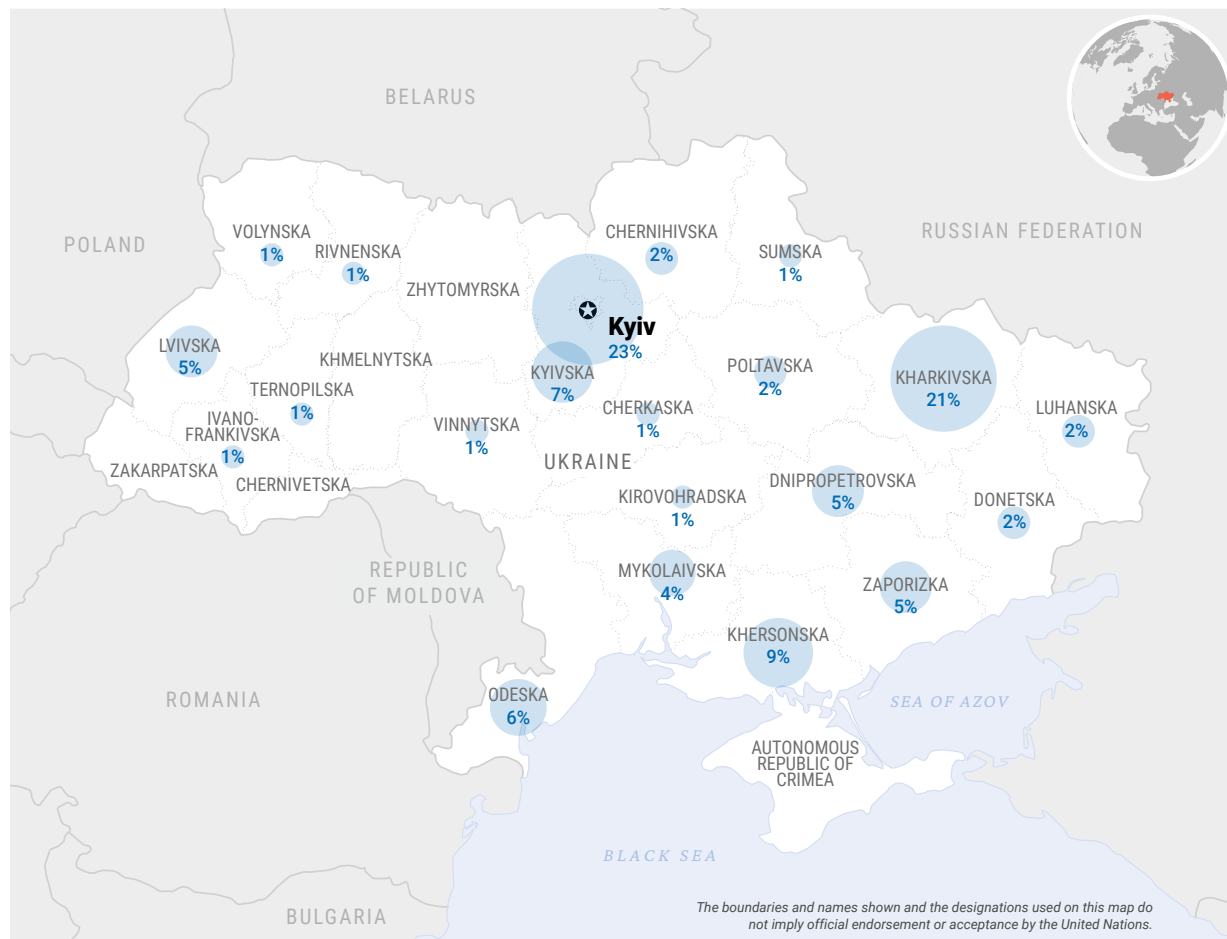 BELARUS
POLAND
RUSSIAN FEDERATION
VOLYNSKA
1%
RIVNENSKA
1%
ZHYTOMYRSKA
CHERNIHIVSKA
2%
SUMSKA
1%
Kyiv
23%
KYIVSKA
7%
LVIVSKA
5%
KHMELNYTSKA
TERNOPILSKA
1%
IVANO-
FRANKIVSKA
1%
ZAKARPATSKA
CHERNIVETSKA
VINNYTSKA
1%
CHERKASKA
1%
POLTAVSKA
2%
KHARKIVSKA
21%
LUHANSKA
2%
UKRAINE
KIROVOHRADSKA
1%
DNIPROPETROVSKA
5%
DONETSKA
2%
REPUBLIC
OF MOLDOVA
MYKOLAIVSKA
4%
ZAPORIZKA
5%
KHERSONSKA
9%
ROMANIA
ODESKA
6%
SEA OF AZOV
AUTONOMOUS
REPUBLIC OF
CRIMEA
BLACK SEA
BULGARIA
The boundaries and names shown and the designations used on this map do
not imply official endorsement or acceptance by the United Nations.